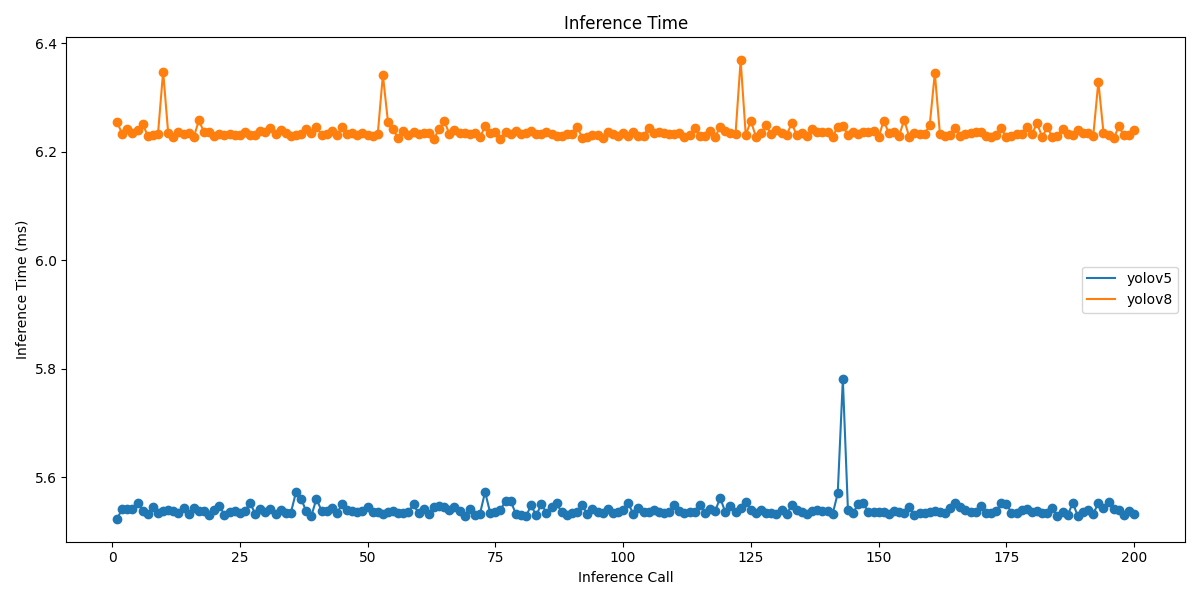 Inference Time
Inference Time (ms)
6.4
6.2
6.0
5.8
5.6
yolov5
yolov8
0 25 50 75 100 125 150 175 200
Inference Call